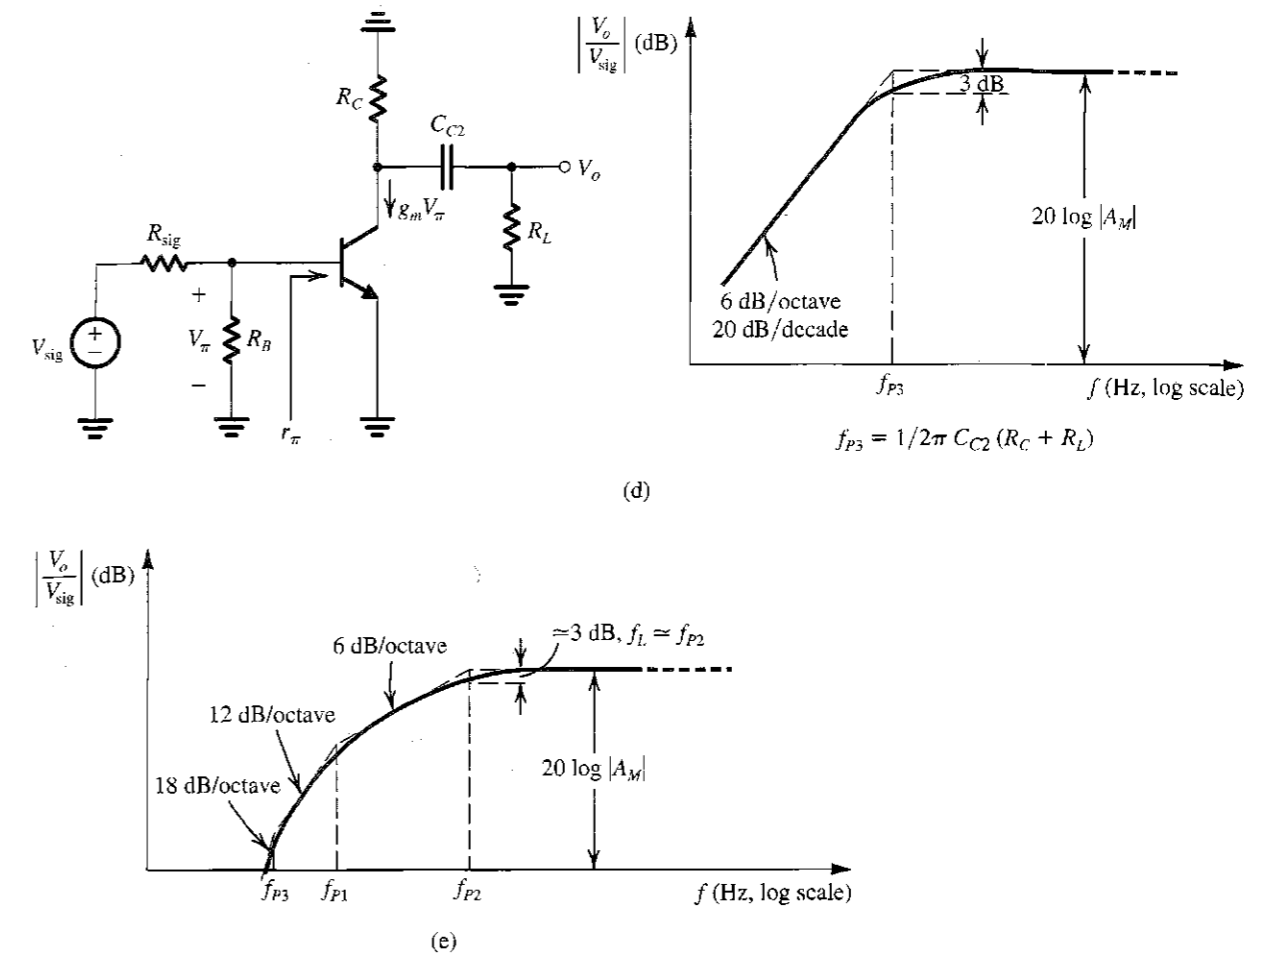 R_C
C_C2
V_o
g_m V_π
R_L
R_sig
+
V_π
−
R_B
V_sig
+
−
r_π
|V_o/V_sig| (dB)
3 dB
20 log |A_M|
6 dB/octave
20 dB/decade
f_P3
f (Hz, log scale)
f_P3 = 1/2π C_C2 (R_C + R_L)
(d)
|V_o/V_sig| (dB)
6 dB/octave
≃3 dB, f_L ≃ f_P2
12 dB/octave
18 dB/octave
20 log |A_M|
f_P3
f_P1
f_P2
f (Hz, log scale)
(e)